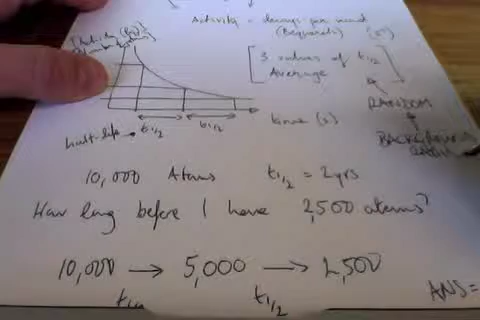 Activity = decays per second
(Becquerels) (s⁻¹)
3 values of t1/2
Average
RANDOM
BACKGROUND
half-life → t1/2 t1/2 time (s)
10,000 Atoms t1/2 = 2yrs
How long before I have 2,500 atoms?
10,000 → 5,000 → 2,500
t1/2 t1/2
ANS =